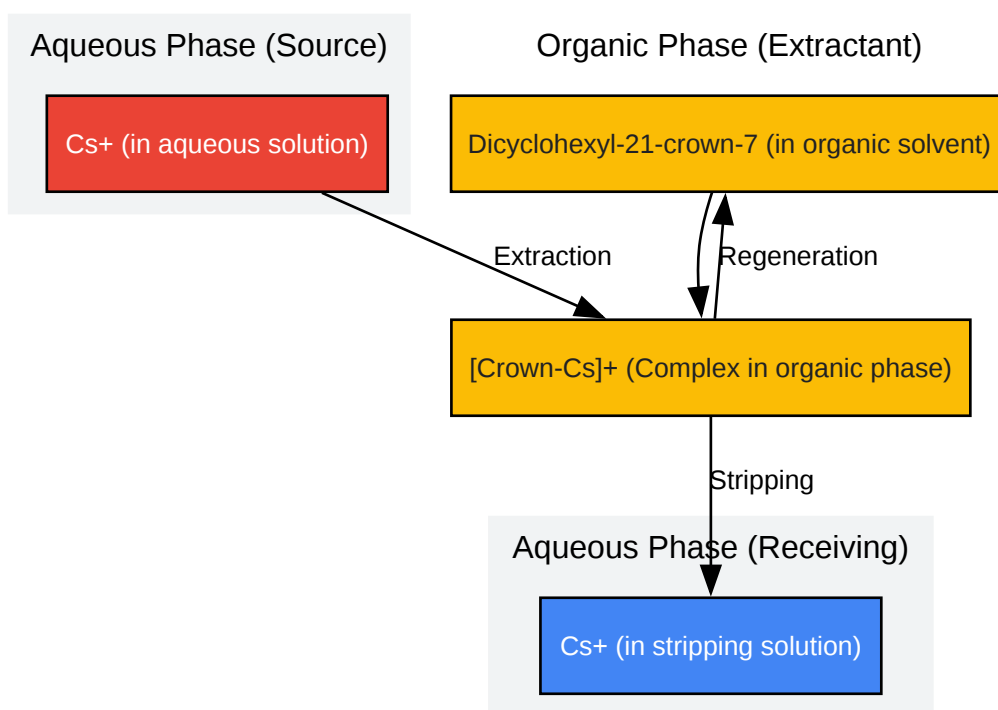 Aqueous Phase (Source)
Organic Phase (Extractant)
Cs+ (in aqueous solution)
Dicyclohexyl-21-crown-7 (in organic solvent)
Extraction
Regeneration
[Crown-Cs]+ (Complex in organic phase)
Stripping
Aqueous Phase (Receiving)
Cs+ (in stripping solution)